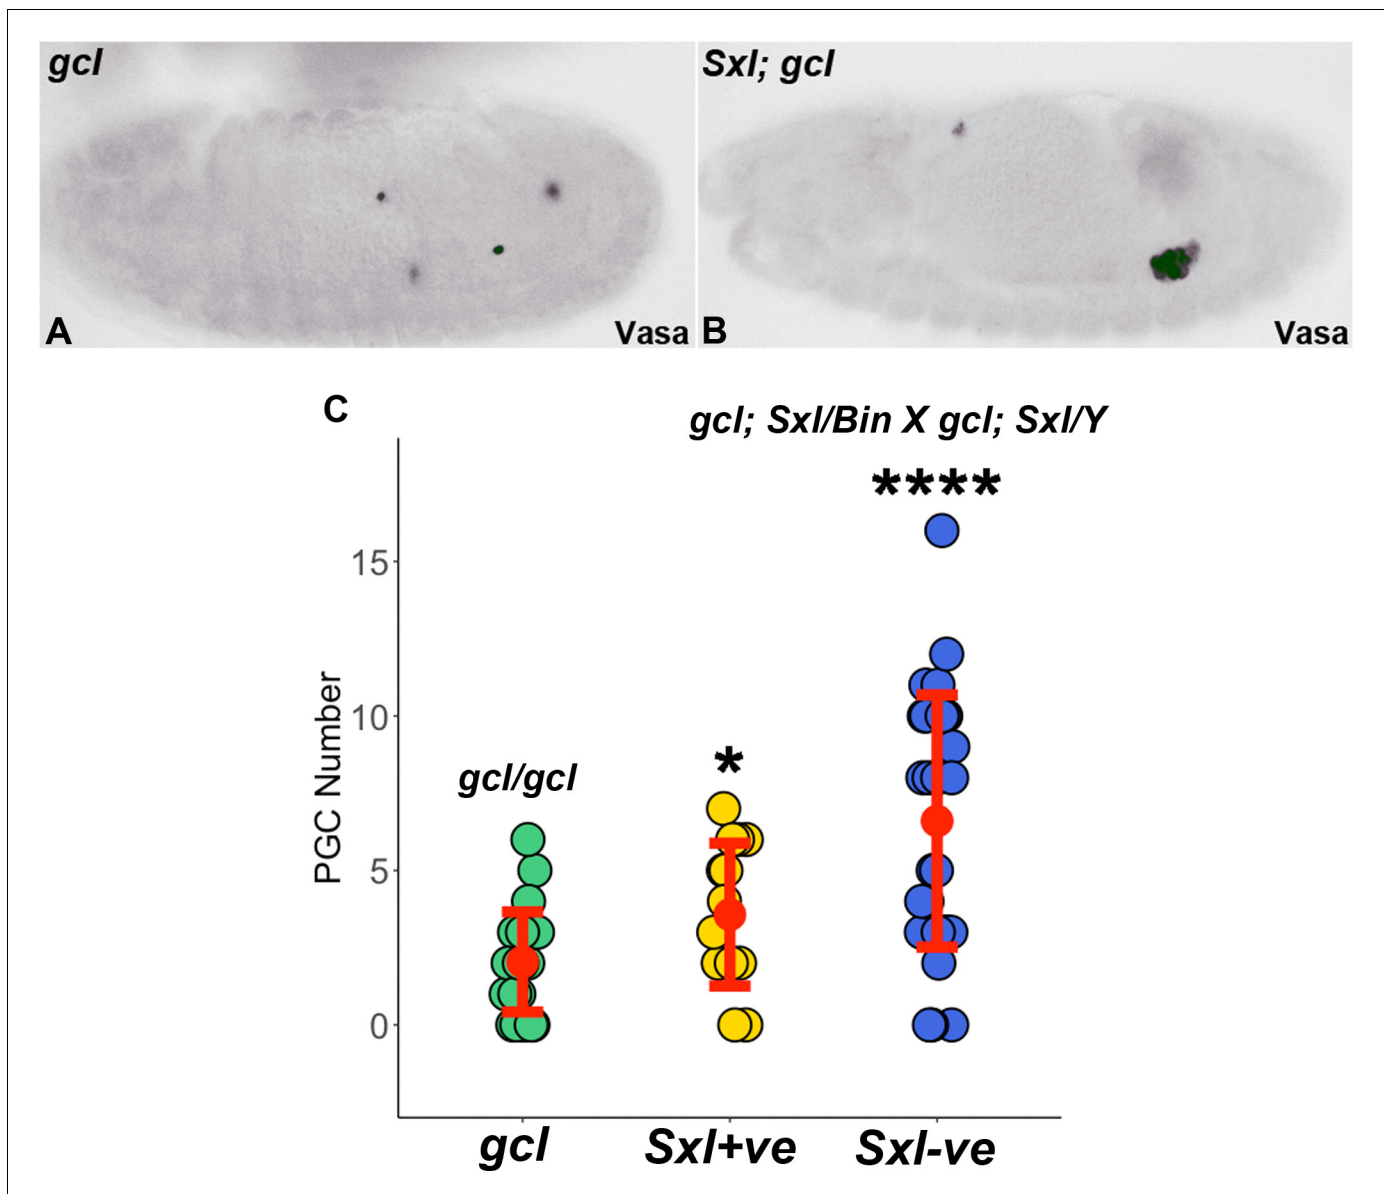 gcl
Sxl; gcl
A
Vasa
B
Vasa
C
gcl; Sxl/Bin X gcl; Sxl/Y
****
15
10
5
0
PGC Number
gcl/gcl
*
gcl
Sxl+ve
Sxl-ve